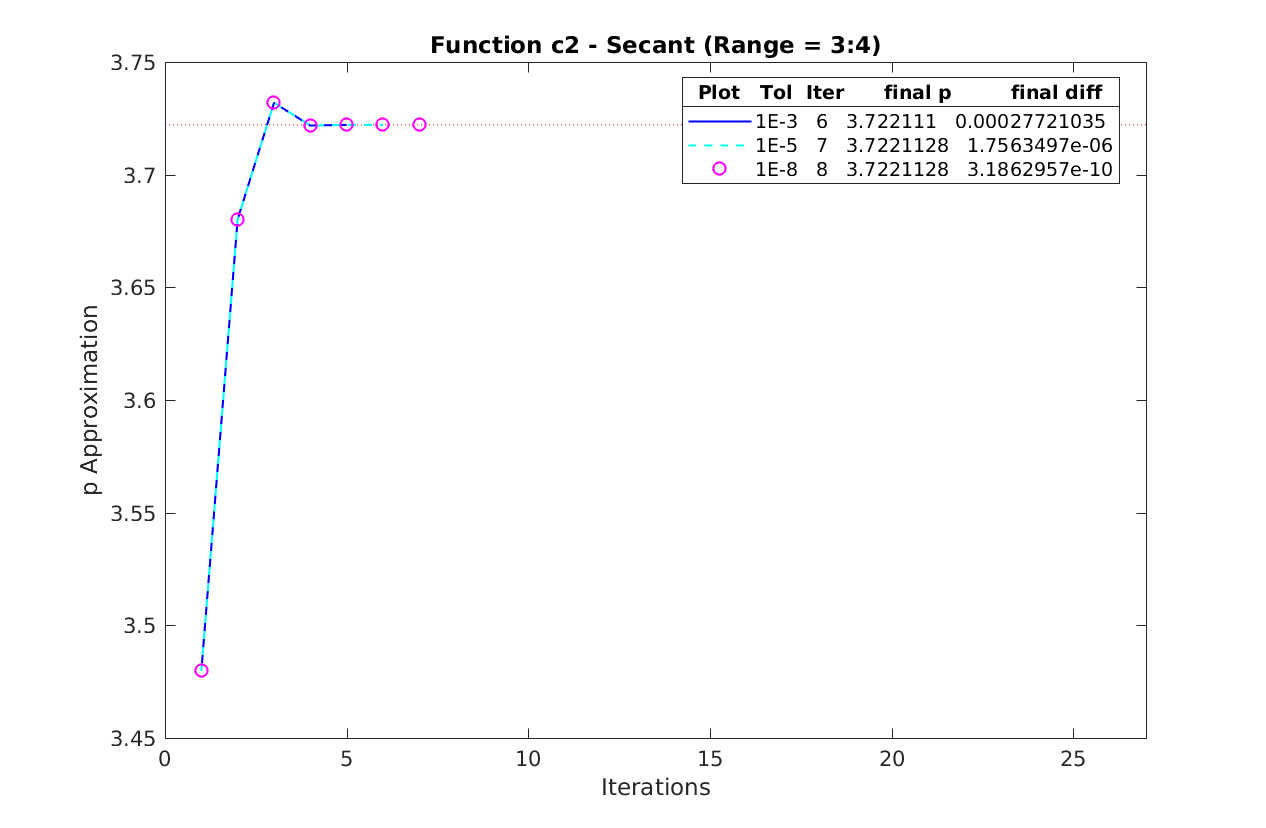 Function c2 - Secant (Range = 3:4)
3.75
Plot Tol Iter final p final diff
1E-3 6 3.722111 0.00027721035
1E-5 7 3.7221128 1.7563497e-06
1E-8 8 3.7221128 3.1862957e-10
3.7
3.65
3.6
3.55
3.5
3.45
p Approximation
0 5 10 15 20 25
Iterations